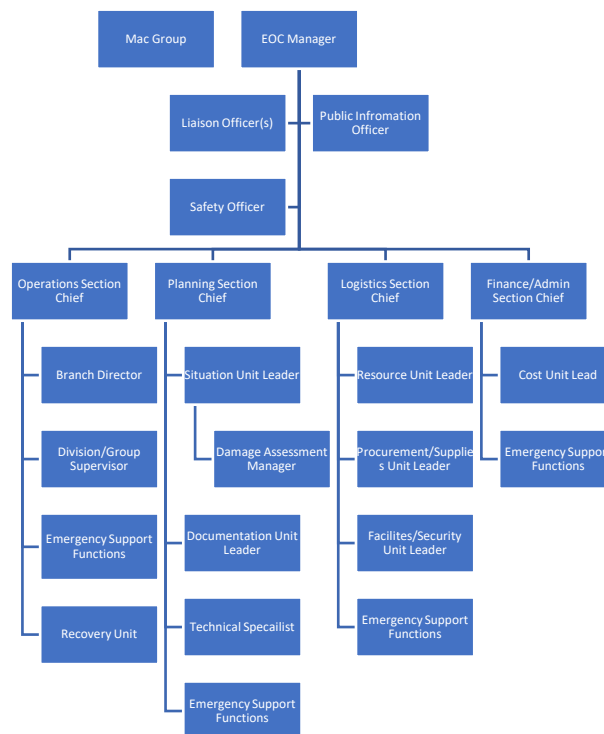 Mac Group
EOC Manager
Liaison Officer(s)
Public Infromation
Officer
Safety Officer
Operations Section
Chief
Planning Section
Chief
Logistics Section
Chief
Finance/Admin
Section Chief
Branch Director
Division/Group
Supervisor
Emergency Support
Functions
Recovery Unit
Situation Unit Leader
Damage Assessment
Manager
Documentation Unit
Leader
Technical Specailist
Emergency Support
Functions
Resource Unit Leader
Procurement/Supplie
s Unit Leader
Facilites/Security
Unit Leader
Emergency Support
Functions
Cost Unit Lead
Emergency Support
Functions